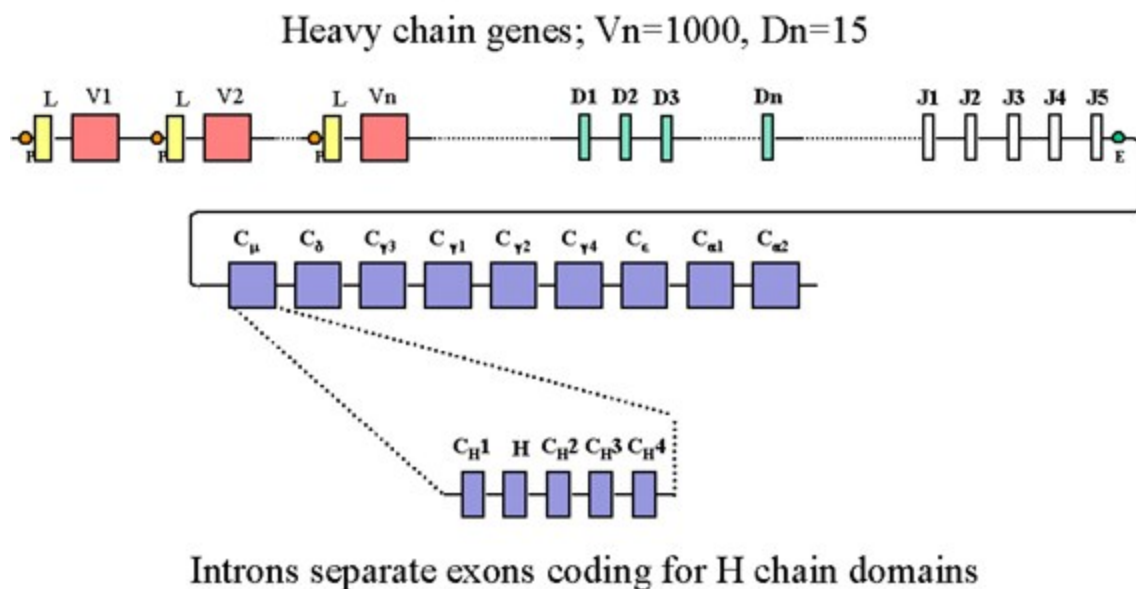 Heavy chain genes; Vn=1000, Dn=15
L V1 L V2 L Vn D1 D2 D3 Dn J1 J2 J3 J4 J5
P P P E
Cμ Cδ Cγ3 Cγ1 Cγ2 Cγ4 Cε Cα1 Cα2
CH1 H CH2 CH3 CH4
Introns separate exons coding for H chain domains